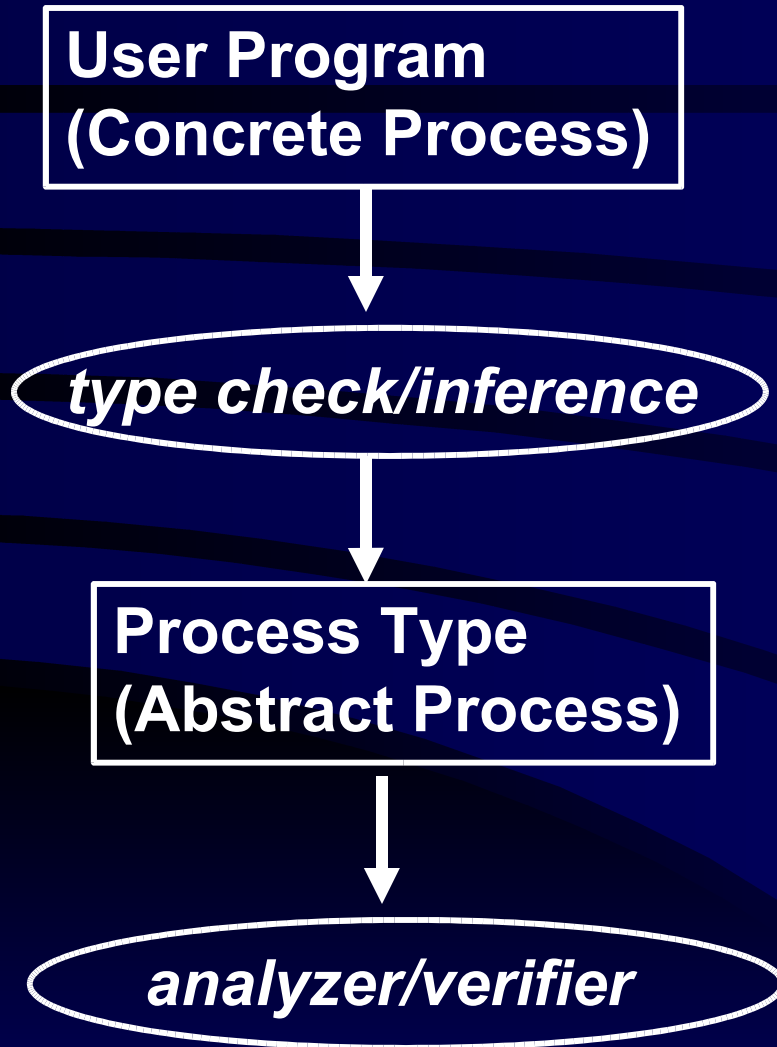 User Program
(Concrete Process)
type check/inference
Process Type
(Abstract Process)
analyzer/verifier